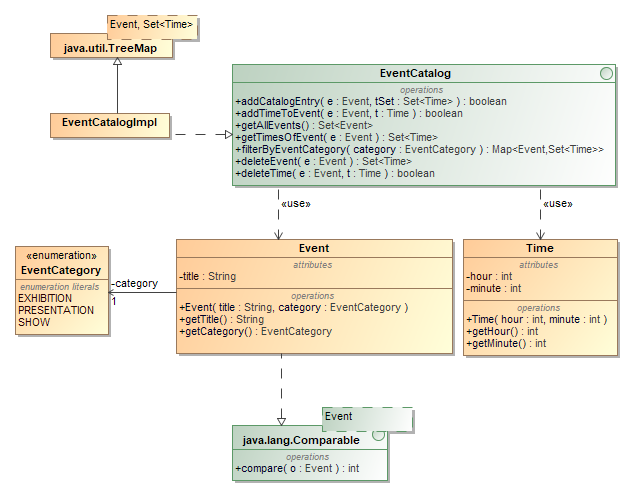 Event, Set<Time>
java.util.TreeMap
EventCatalogImpl
EventCatalog
operations
+addCatalogEntry( e : Event, tSet : Set<Time> ) : boolean
+addTimeToEvent( e : Event, t : Time ) : boolean
+getAllEvents() : Set<Event>
+getTimesOfEvent( e : Event ) : Set<Time>
+filterByEventCategory( category : EventCategory ) : Map<Event,Set<Time>>
+deleteEvent( e : Event ) : Set<Time>
+deleteTime( e : Event, t : Time ) : boolean
«use»
«use»
«enumeration»
EventCategory
enumeration literals
EXHIBITION
PRESENTATION
SHOW
-category
1
Event
attributes
-title : String
operations
+Event( title : String, category : EventCategory )
+getTitle() : String
+getCategory() : EventCategory
Time
attributes
-hour : int
-minute : int
operations
+Time( hour : int, minute : int )
+getHour() : int
+getMinute() : int
Event
java.lang.Comparable
operations
+compare( o : Event ) : int